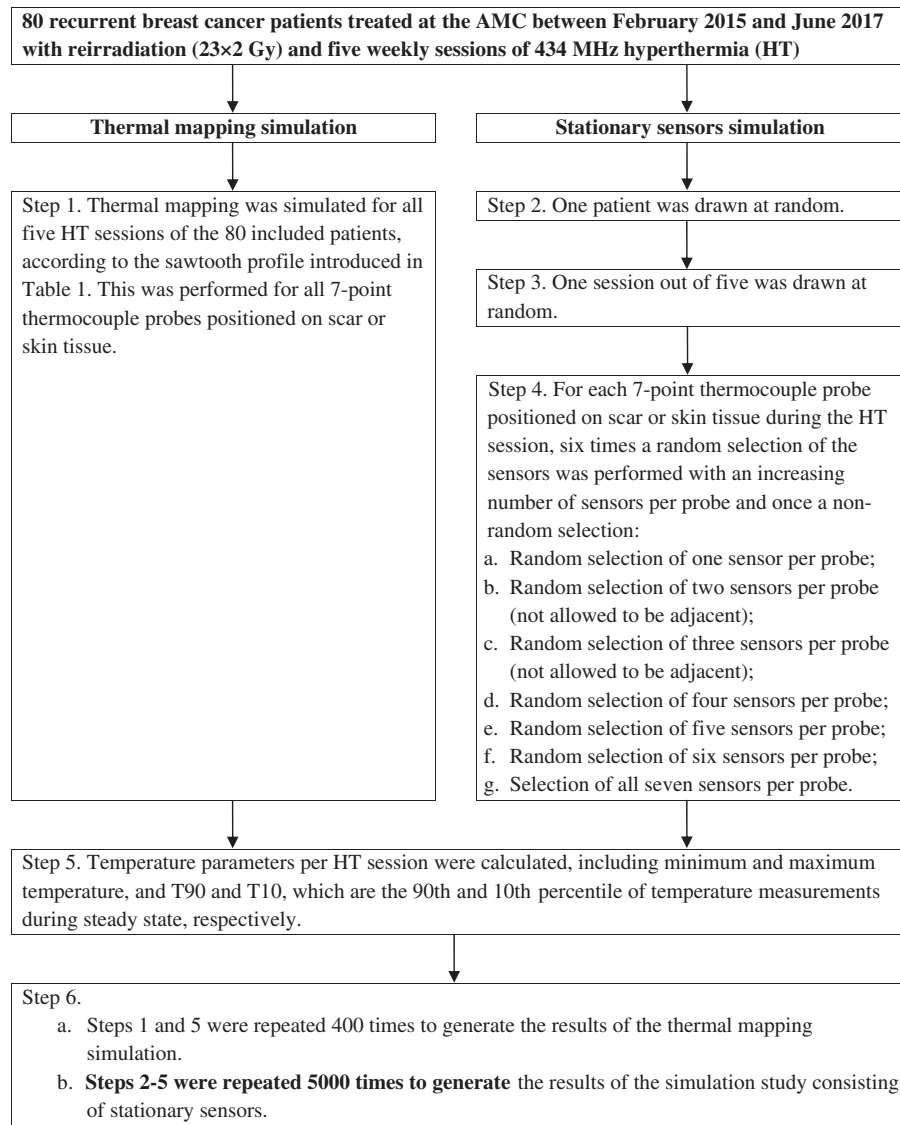 80 recurrent breast cancer patients treated at the AMC between February 2015 and June 2017
with reirradiation (23×2 Gy) and five weekly sessions of 434 MHz hyperthermia (HT)
Thermal mapping simulation
Step 1. Thermal mapping was simulated for all
five HT sessions of the 80 included patients,
according to the sawtooth profile introduced in
Table 1. This was performed for all 7-point
thermocouple probes positioned on scar or
skin tissue.
Stationary sensors simulation
Step 2. One patient was drawn at random.
Step 3. One session out of five was drawn at
random.
Step 4. For each 7-point thermocouple probe
positioned on scar or skin tissue during the HT
session, six times a random selection of the
sensors was performed with an increasing
number of sensors per probe and once a non-
random selection:
a. Random selection of one sensor per probe;
b. Random selection of two sensors per probe
(not allowed to be adjacent);
c. Random selection of three sensors per probe
(not allowed to be adjacent);
d. Random selection of four sensors per probe;
e. Random selection of five sensors per probe;
f. Random selection of six sensors per probe;
g. Selection of all seven sensors per probe.
Step 5. Temperature parameters per HT session were calculated, including minimum and maximum
temperature, and T90 and T10, which are the 90th and 10th percentile of temperature measurements
during steady state, respectively.
Step 6.
a. Steps 1 and 5 were repeated 400 times to generate the results of the thermal mapping
simulation.
b. Steps 2-5 were repeated 5000 times to generate the results of the simulation study consisting
of stationary sensors.